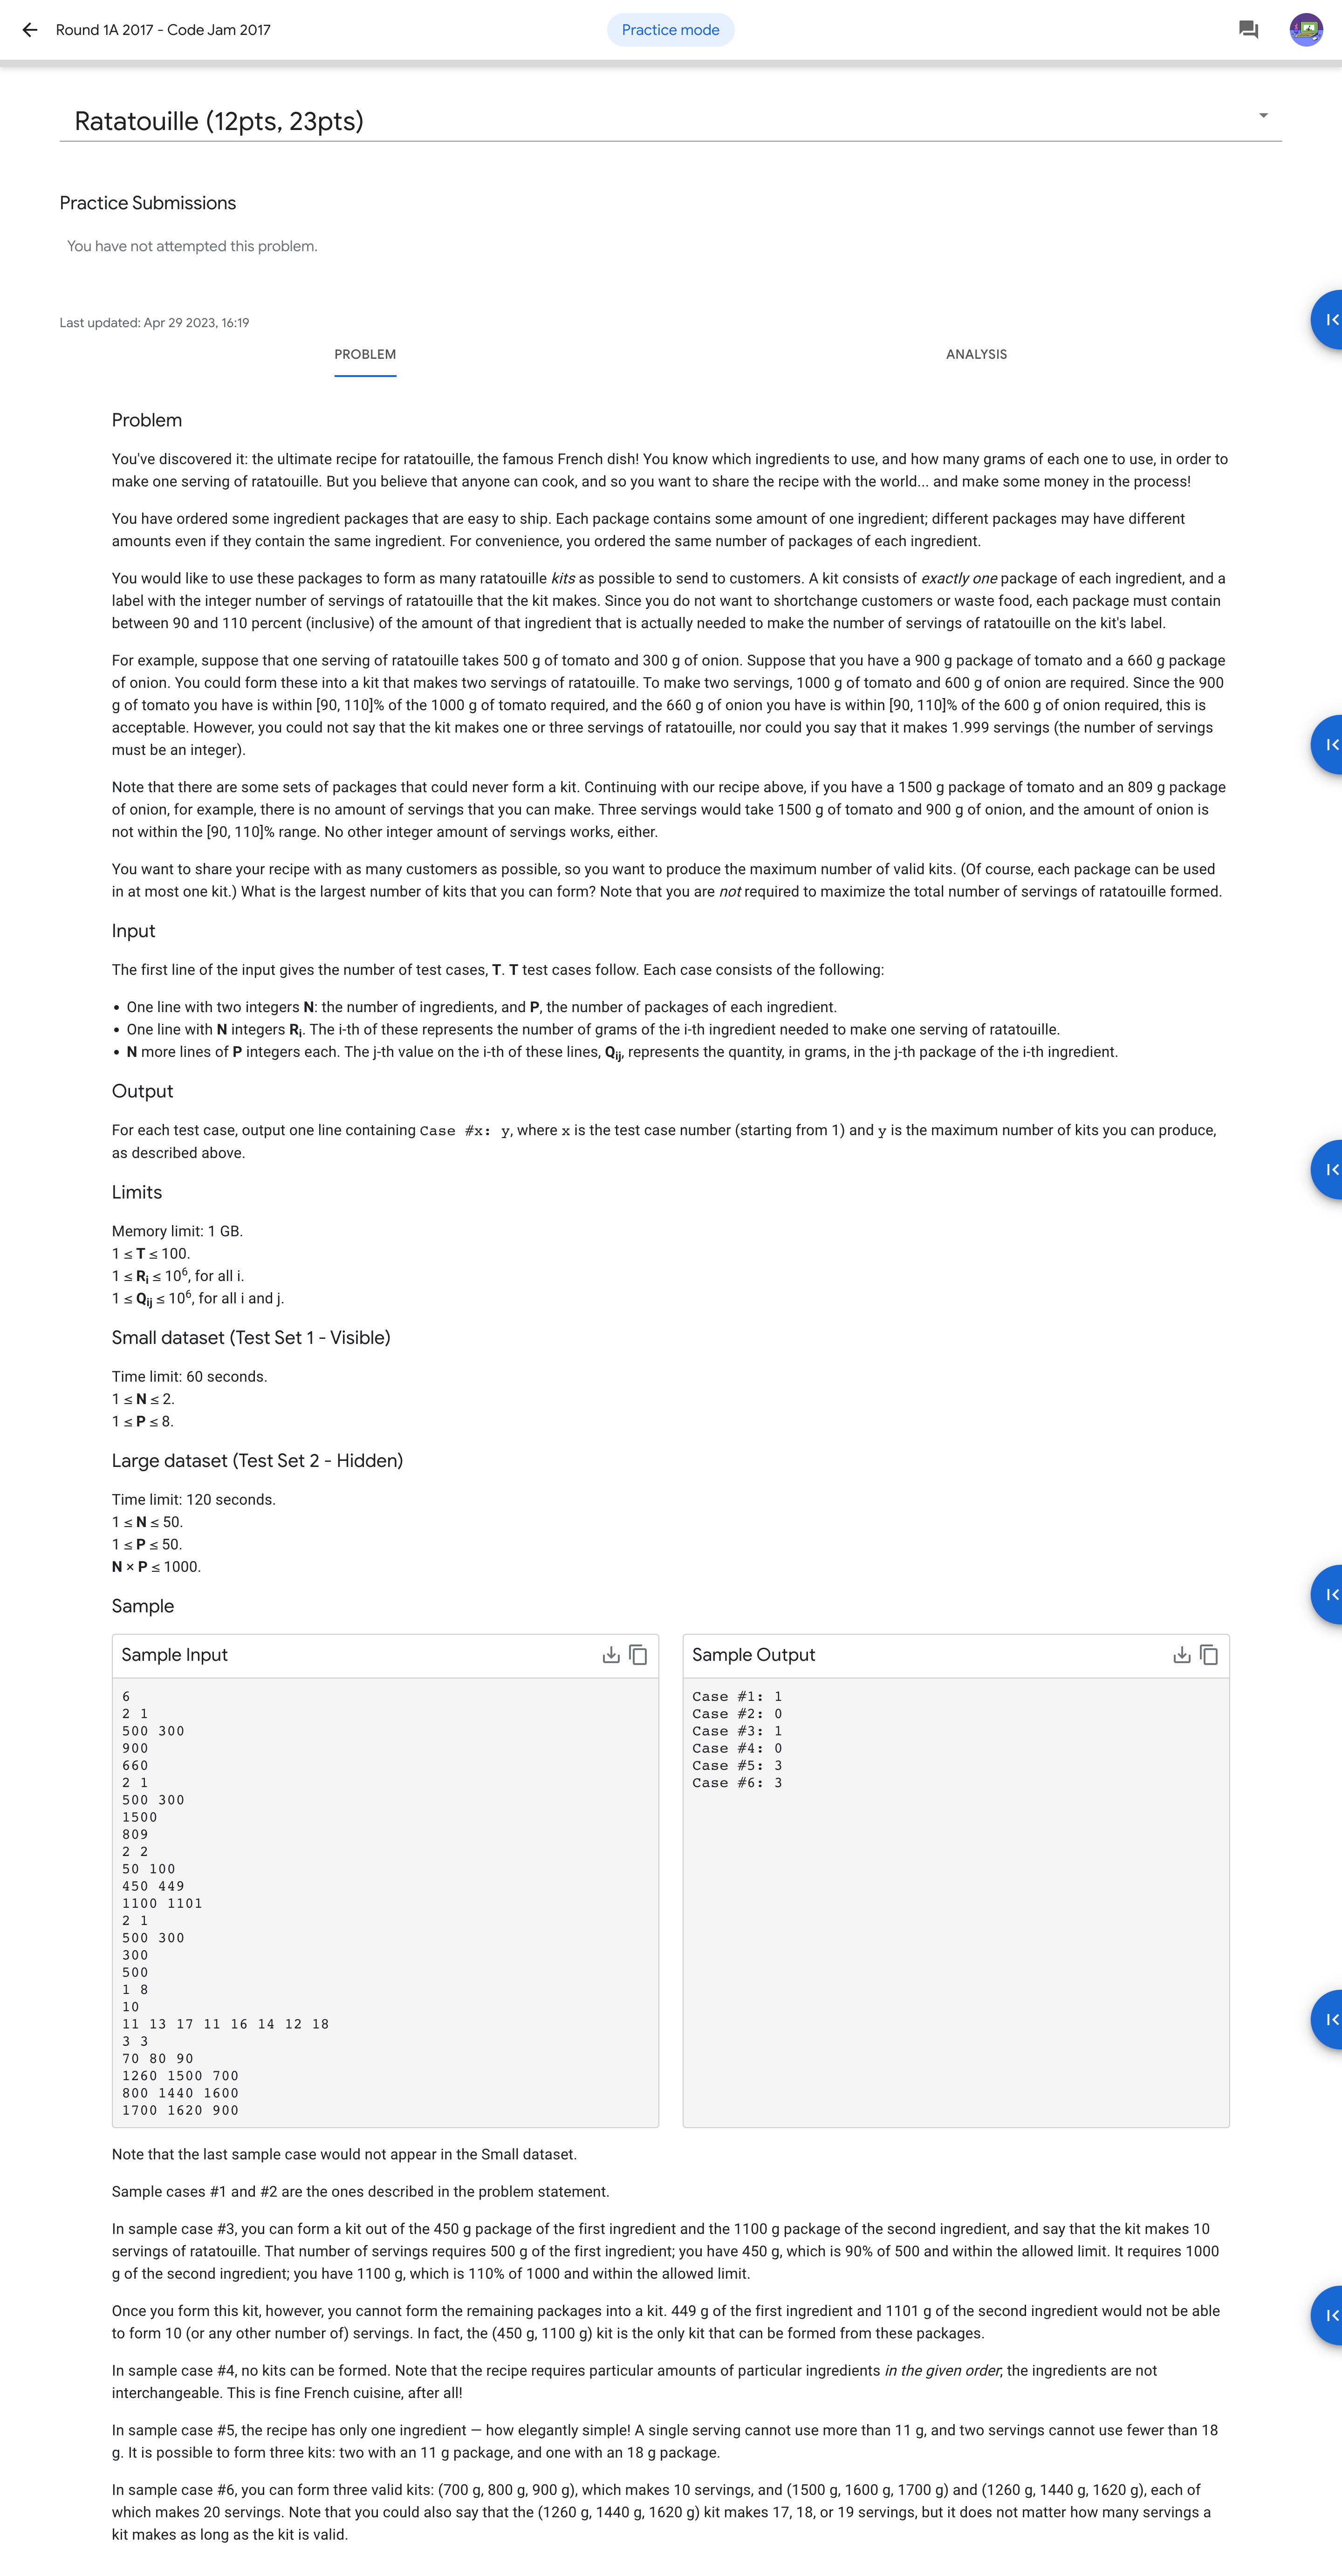 Round 1A 2017 - Code Jam 2017
Practice mode
Ratatouille (12pts, 23pts)
Practice Submissions
You have not attempted this problem.
Last updated: Apr 29 2023, 16:19
PROBLEM
ANALYSIS
Problem
You've discovered it: the ultimate recipe for ratatouille, the famous French dish! You know which ingredients to use, and how many grams of each one to use, in order to
make one serving of ratatouille. But you believe that anyone can cook, and so you want to share the recipe with the world... and make some money in the process!
You have ordered some ingredient packages that are easy to ship. Each package contains some amount of one ingredient; different packages may have different
amounts even if they contain the same ingredient. For convenience, you ordered the same number of packages of each ingredient.
You would like to use these packages to form as many ratatouille kits as possible to send to customers. A kit consists of exactly one package of each ingredient, and a
label with the integer number of servings of ratatouille that the kit makes. Since you do not want to shortchange customers or waste food, each package must contain
between 90 and 110 percent (inclusive) of the amount of that ingredient that is actually needed to make the number of servings of ratatouille on the kit's label.
For example, suppose that one serving of ratatouille takes 500 g of tomato and 300 g of onion. Suppose that you have a 900 g package of tomato and a 660 g package
of onion. You could form these into a kit that makes two servings of ratatouille. To make two servings, 1000 g of tomato and 600 g of onion are required. Since the 900
g of tomato you have is within [90, 110]% of the 1000 g of tomato required, and the 660 g of onion you have is within [90, 110]% of the 600 g of onion required, this is
acceptable. However, you could not say that the kit makes one or three servings of ratatouille, nor could you say that it makes 1.999 servings (the number of servings
must be an integer).
Note that there are some sets of packages that could never form a kit. Continuing with our recipe above, if you have a 1500 g package of tomato and an 809 g package
of onion, for example, there is no amount of servings that you can make. Three servings would take 1500 g of tomato and 900 g of onion, and the amount of onion is
not within the [90, 110]% range. No other integer amount of servings works, either.
You want to share your recipe with as many customers as possible, so you want to produce the maximum number of valid kits. (Of course, each package can be used
in at most one kit.) What is the largest number of kits that you can form? Note that you are not required to maximize the total number of servings of ratatouille formed.
Input
The first line of the input gives the number of test cases, T. T test cases follow. Each case consists of the following:
• One line with two integers N: the number of ingredients, and P, the number of packages of each ingredient.
• One line with N integers Ri. The i-th of these represents the number of grams of the i-th ingredient needed to make one serving of ratatouille.
• N more lines of P integers each. The j-th value on the i-th of these lines, Qij, represents the quantity, in grams, in the j-th package of the i-th ingredient.
Output
For each test case, output one line containing Case #x: y, where x is the test case number (starting from 1) and y is the maximum number of kits you can produce,
as described above.
Limits
Memory limit: 1 GB.
1 ≤ T ≤ 100.
1 ≤ Ri ≤ 10^6, for all i.
1 ≤ Qij ≤ 10^6, for all i and j.
Small dataset (Test Set 1 - Visible)
Time limit: 60 seconds.
1 ≤ N ≤ 2.
1 ≤ P ≤ 8.
Large dataset (Test Set 2 - Hidden)
Time limit: 120 seconds.
1 ≤ N ≤ 50.
1 ≤ P ≤ 50.
N × P ≤ 1000.
Sample
Sample Input
6
2 1
500 300
900
660
2 1
500 300
1500
809
2 2
50 100
450 449
1100 1101
2 1
500 300
300
500
1 8
10
11 13 17 11 16 14 12 18
3 3
70 80 90
1260 1500 700
800 1440 1600
1700 1620 900
Sample Output
Case #1: 1
Case #2: 0
Case #3: 1
Case #4: 0
Case #5: 3
Case #6: 3
Note that the last sample case would not appear in the Small dataset.
Sample cases #1 and #2 are the ones described in the problem statement.
In sample case #3, you can form a kit out of the 450 g package of the first ingredient and the 1100 g package of the second ingredient, and say that the kit makes 10
servings of ratatouille. That number of servings requires 500 g of the first ingredient; you have 450 g, which is 90% of 500 and within the allowed limit. It requires 1000
g of the second ingredient; you have 1100 g, which is 110% of 1000 and within the allowed limit.
Once you form this kit, however, you cannot form the remaining packages into a kit. 449 g of the first ingredient and 1101 g of the second ingredient would not be able
to form 10 (or any other number of) servings. In fact, the (450 g, 1100 g) kit is the only kit that can be formed from these packages.
In sample case #4, no kits can be formed. Note that the recipe requires particular amounts of particular ingredients in the given order; the ingredients are not
interchangeable. This is fine French cuisine, after all!
In sample case #5, the recipe has only one ingredient — how elegantly simple! A single serving cannot use more than 11 g, and two servings cannot use fewer than 18
g. It is possible to form three kits: two with an 11 g package, and one with an 18 g package.
In sample case #6, you can form three valid kits: (700 g, 800 g, 900 g), which makes 10 servings, and (1500 g, 1600 g, 1700 g) and (1260 g, 1440 g, 1620 g), each of
which makes 20 servings. Note that you could also say that the (1260 g, 1440 g, 1620 g) kit makes 17, 18, or 19 servings, but it does not matter how many servings a
kit makes as long as the kit is valid.